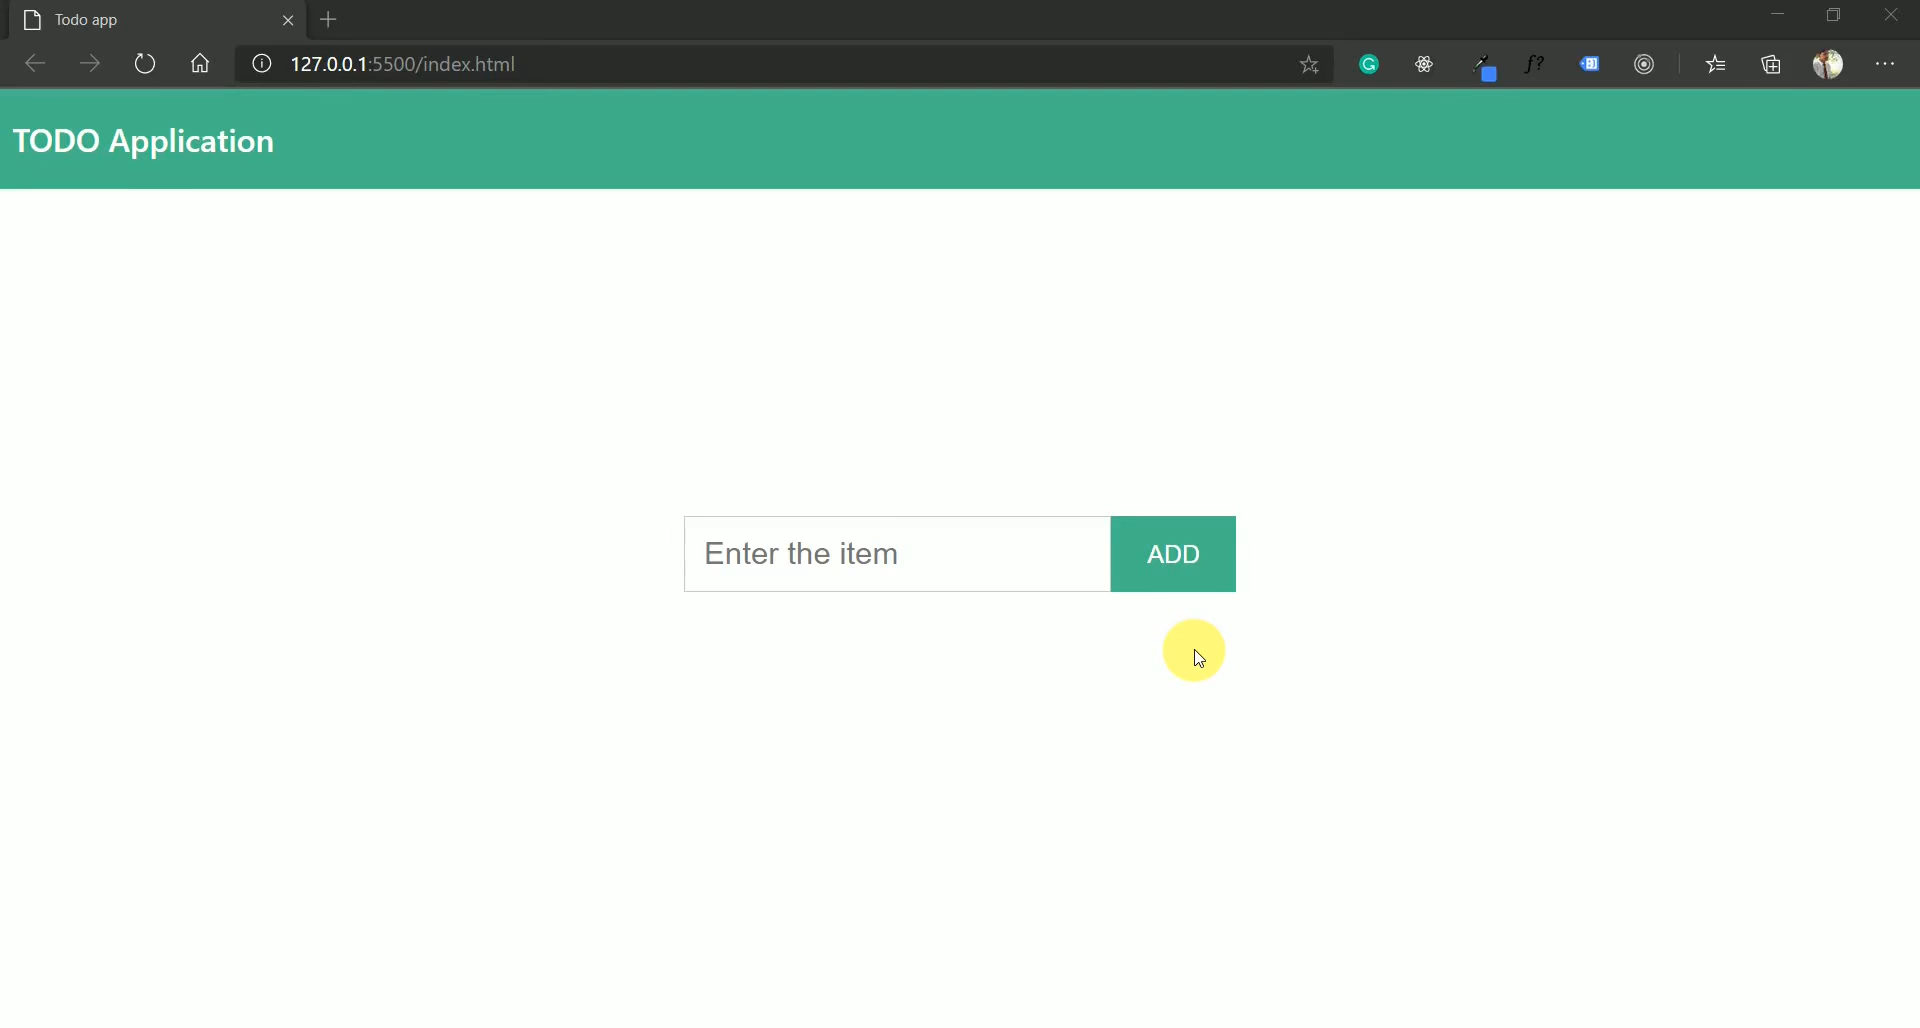 Todo app
127.0.0.1:5500/index.html
f?
TODO Application
Enter the item
ADD